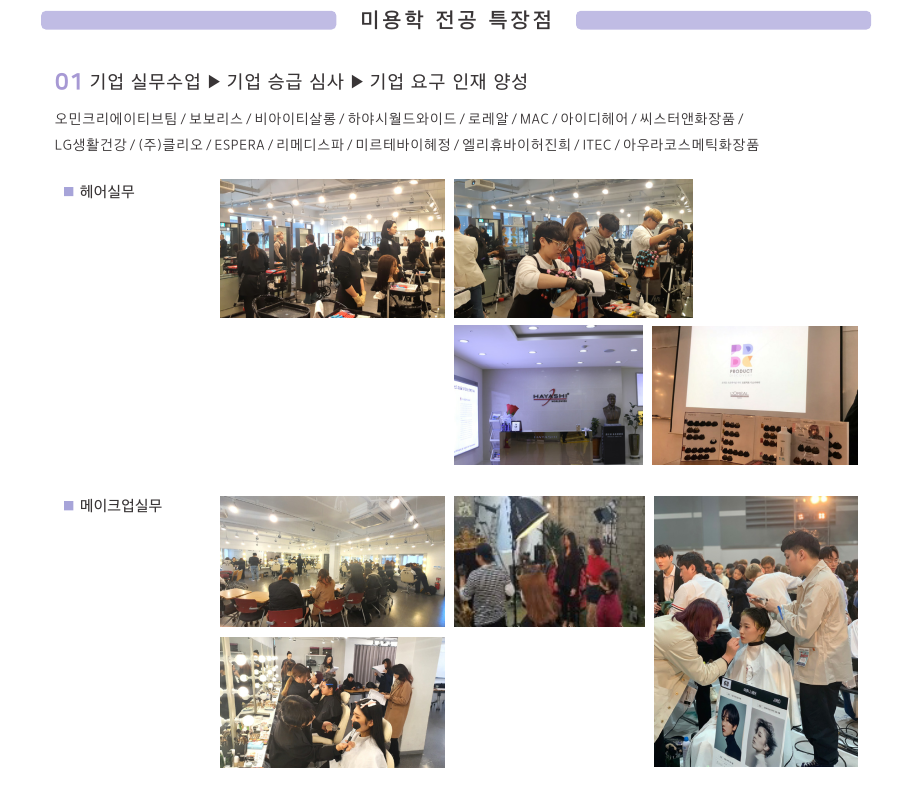 미용학 전공 특장점
01 기업 실무수업 ▶ 기업 승급 심사 ▶ 기업 요구 인재 양성
오민크리에이티브팀 / 보보리스 / 비아이티살롱 / 하야시월드와이드 / 로레알 / MAC / 아이디헤어 / 씨스터앤화장품 /
LG생활건강 / (주)클리오 / ESPERA / 리메디스파 / 미르테바이혜정 / 엘리휴바이허진희 / ITEC / 아우라코스메틱화장품
■ 헤어실무
HAYASHI
PRODUCT
■ 메이크업실무